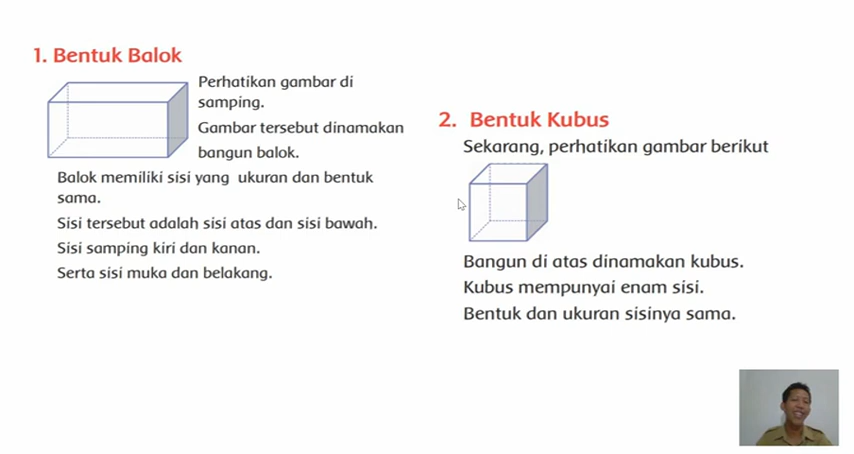 1. Bentuk Balok
Perhatikan gambar di
samping.
Gambar tersebut dinamakan
bangun balok.
Balok memiliki sisi yang ukuran dan bentuk
sama.
Sisi tersebut adalah sisi atas dan sisi bawah.
Sisi samping kiri dan kanan.
Serta sisi muka dan belakang.
2. Bentuk Kubus
Sekarang, perhatikan gambar berikut
Bangun di atas dinamakan kubus.
Kubus mempunyai enam sisi.
Bentuk dan ukuran sisinya sama.